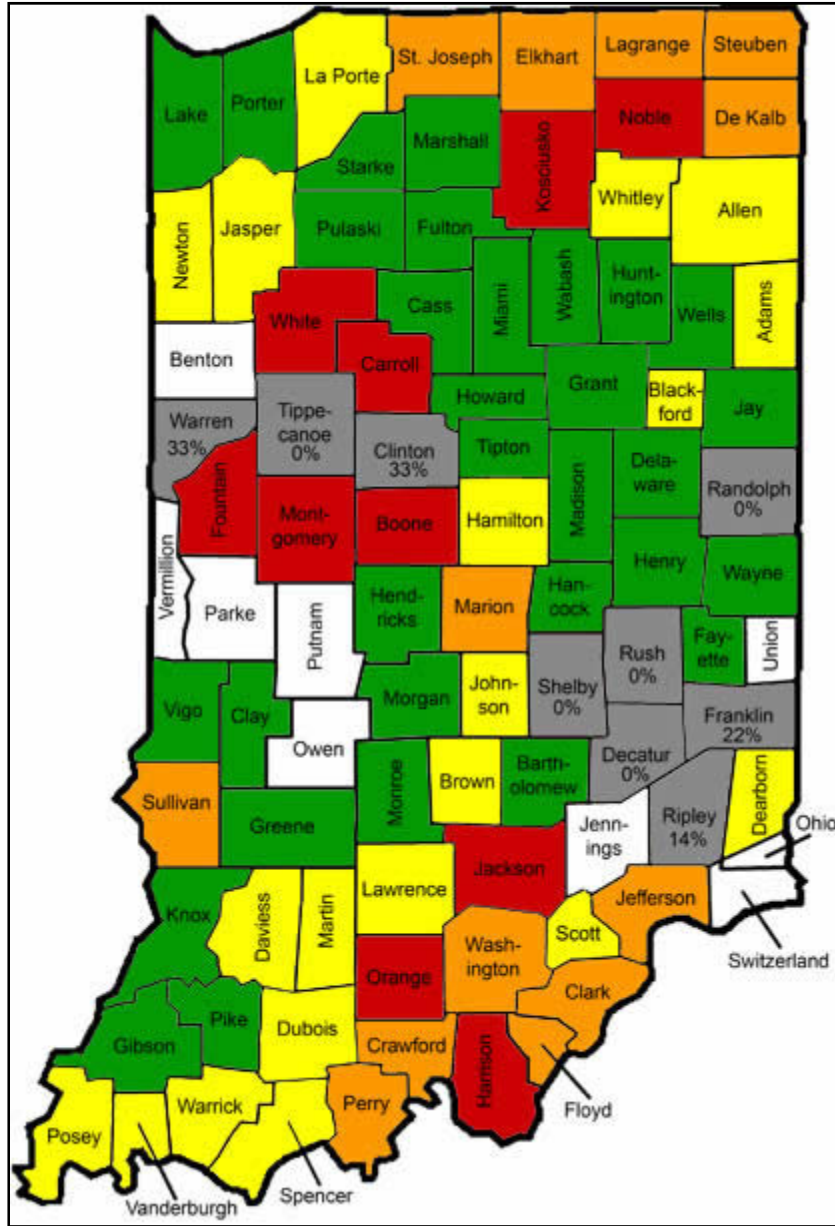 St. Joseph
Elkhart
Lagrange
Steuben
La Porte
Lake
Porter
Noble
De Kalb
Marshall
Starke
Kosciusko
Whitley
Allen
Newton
Jasper
Pulaski
Fulton
White
Cass
Miami
Wabash
Hunt-
ington
Wells
Adams
Benton
Carroll
Howard
Grant
Black-
ford
Jay
Warren
33%
Tippe-
canoe
0%
Clinton
33%
Tipton
Madison
Dela-
ware
Randolph
0%
Fountain
Mont-
gomery
Boone
Hamilton
Henry
Wayne
Vermillion
Parke
Putnam
Hend-
ricks
Marion
Han-
cock
Rush
0%
Fay-
ette
Union
Vigo
Clay
Owen
Morgan
John-
son
Shelby
0%
Franklin
22%
Decatur
0%
Sullivan
Greene
Monroe
Brown
Barth-
olomew
Jenn-
ings
Ripley
14%
Dearborn
Ohio
Knox
Daviess
Martin
Lawrence
Jackson
Scott
Jefferson
Switzerland
Orange
Wash-
ington
Clark
Gibson
Pike
Dubois
Crawford
Harrison
Floyd
Posey
Vanderburgh
Warrick
Spencer
Perry